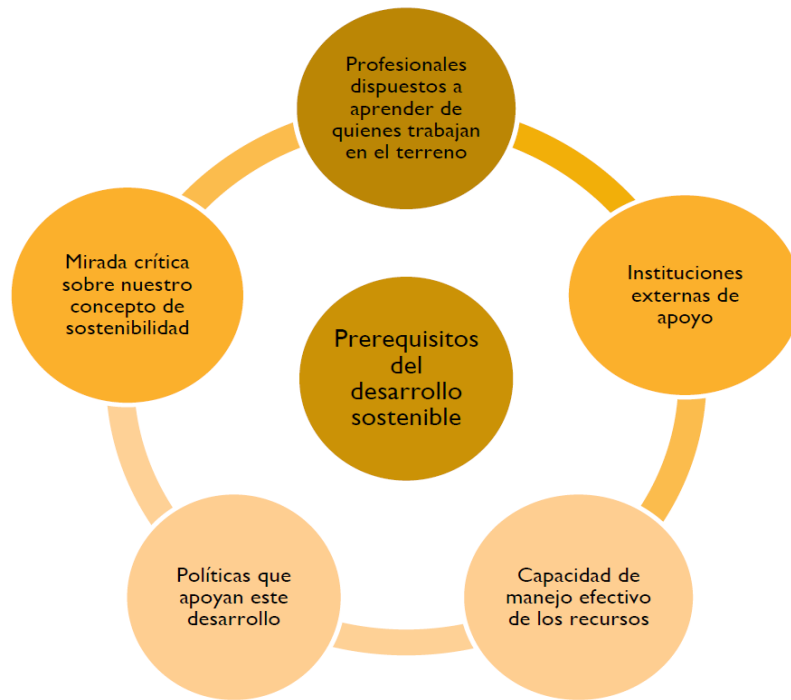 Profesionales
dispuestos a
aprender de
quienes trabajan
en el terreno
Mirada crítica
sobre nuestro
concepto de
sostenibilidad
Instituciones
externas de
apoyo
Prerequisitos
del
desarrollo
sostenible
Políticas que
apoyan este
desarrollo
Capacidad de
manejo efectivo
de los recursos